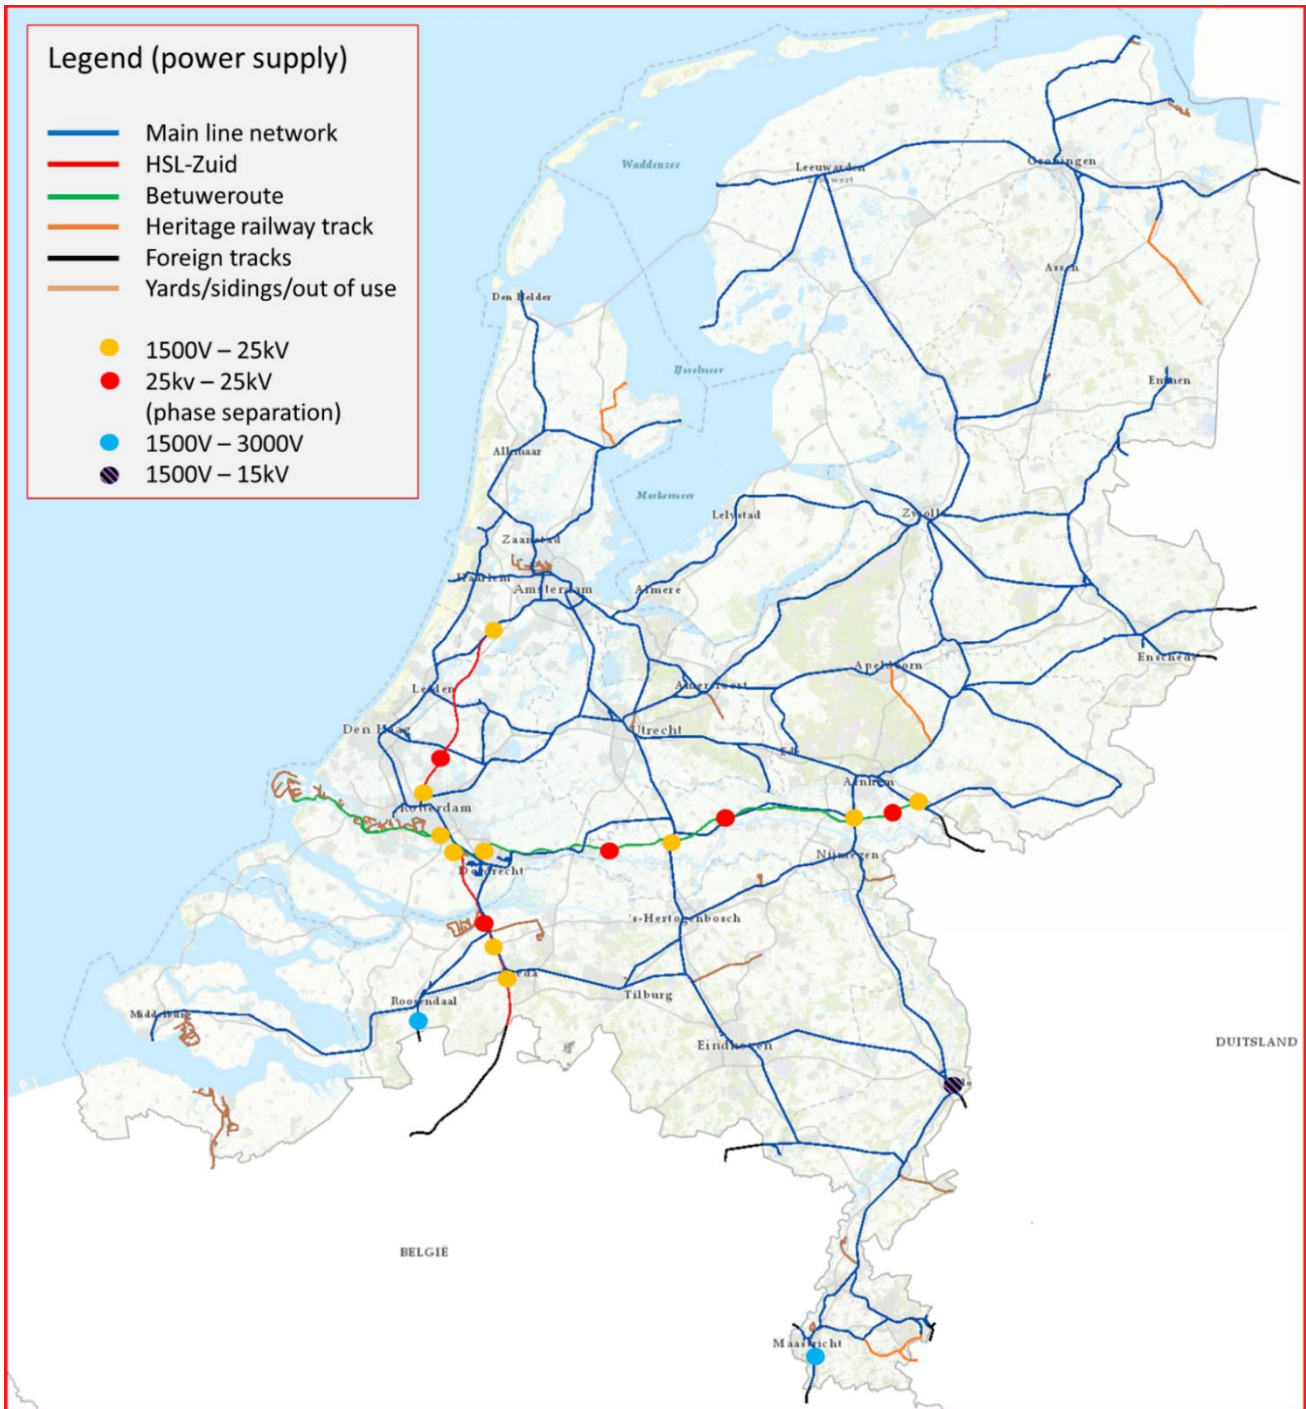 Legend (power supply)
Main line network
HSL-Zuid
Betuweroute
Heritage railway track
Foreign tracks
Yards/sidings/out of use
1500V – 25kV
25kv – 25kV
(phase separation)
1500V – 3000V
1500V – 15kV
Waddenzee
Leeuwarden
Groningen
Assen
Den Helder
IJsselmeer
Emmen
Alkmaar
Markermeer
Lelystad
Zwolle
Zaanstad
Haarlem
Amsterdam
Almere
Enschede
Apeldoorn
Amersfoort
Leiden
Den Haag
Utrecht
Ede
Arnhem
Rotterdam
Nijmegen
Dordrecht
's-Hertogenbosch
eda
Tilburg
Roosendaal
Middelburg
Eindhoven
DUITSLAND
BELGIË
Maastricht